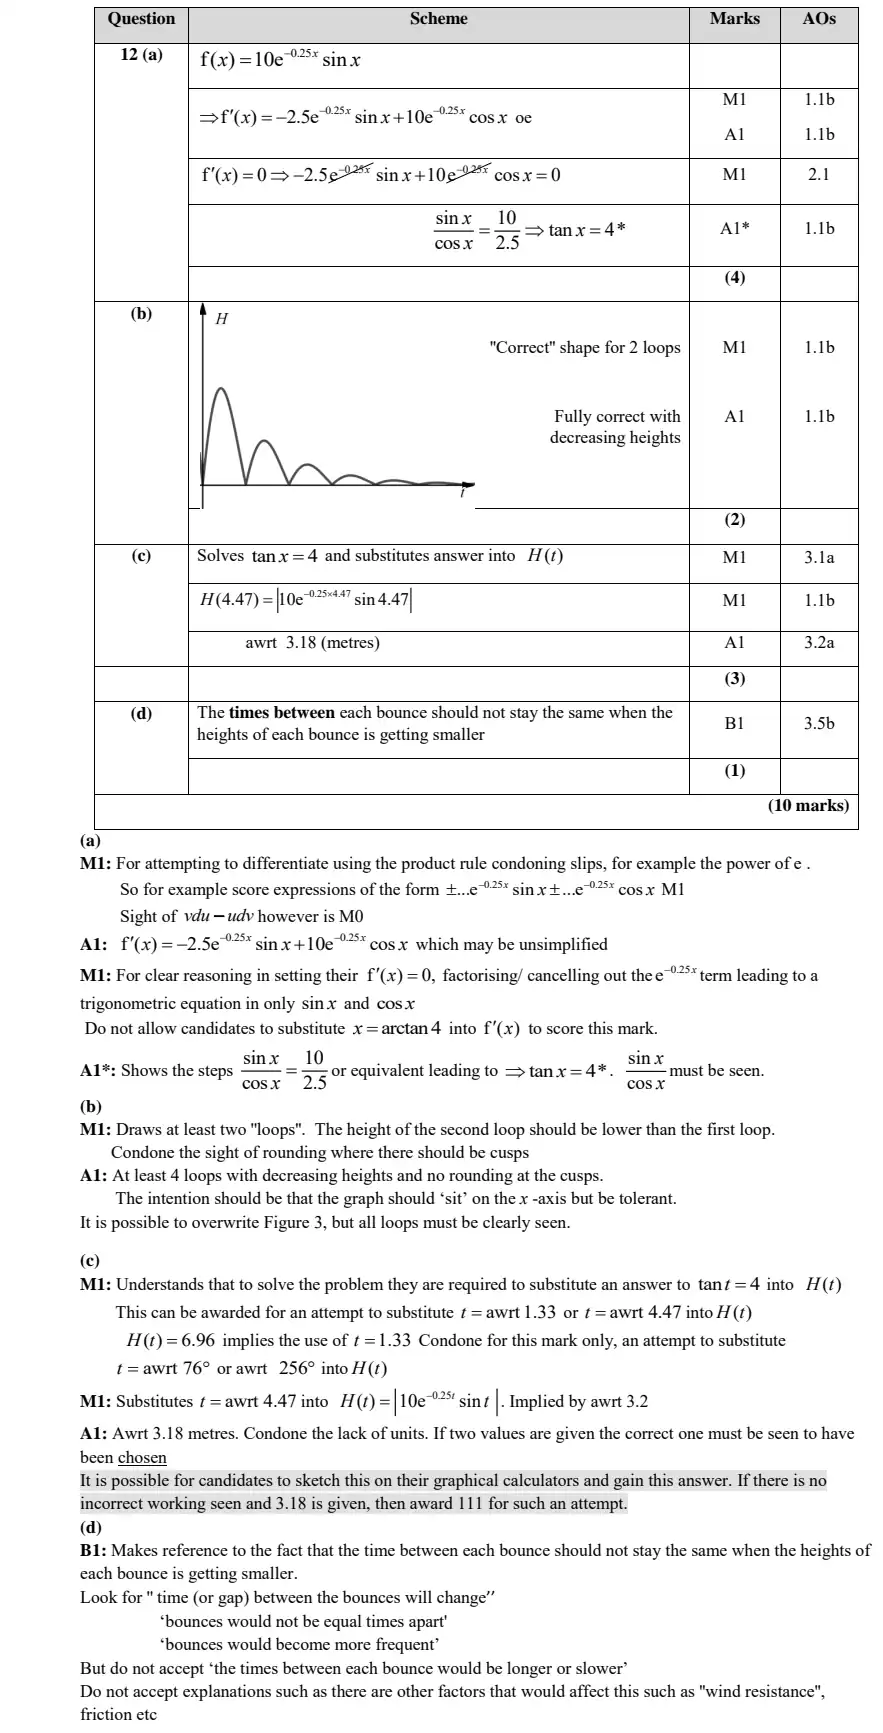 Question Scheme Marks AOs
12 (a) f(x) = 10e^{−0.25x} sin x
⇒ f′(x) = −2.5e^{−0.25x} sin x + 10e^{−0.25x} cos x oe M1 1.1b
A1 1.1b
f′(x) = 0 ⇒ −2.5e^{−0.25x} sin x + 10e^{−0.25x} cos x = 0 M1 2.1
sin x / cos x = 10 / 2.5 ⇒ tan x = 4* A1* 1.1b
(4)
(b) H
"Correct" shape for 2 loops M1 1.1b
Fully correct with A1 1.1b
decreasing heights
t
(2)
(c) Solves tan x = 4 and substitutes answer into H(t) M1 3.1a
H(4.47) = |10e^{−0.25×4.47} sin 4.47| M1 1.1b
awrt 3.18 (metres) A1 3.2a
(3)
(d) The times between each bounce should not stay the same when the
heights of each bounce is getting smaller B1 3.5b
(1)
(10 marks)
(a)
M1: For attempting to differentiate using the product rule condoning slips, for example the power of e .
So for example score expressions of the form ±...e^{−0.25x} sin x ± ...e^{−0.25x} cos x M1
Sight of vdu − udv however is M0
A1: f′(x) = −2.5e^{−0.25x} sin x + 10e^{−0.25x} cos x which may be unsimplified
M1: For clear reasoning in setting their f′(x) = 0, factorising/ cancelling out the e^{−0.25x} term leading to a
trigonometric equation in only sin x and cos x
Do not allow candidates to substitute x = arctan 4 into f′(x) to score this mark.
A1*: Shows the steps sin x / cos x = 10 / 2.5 or equivalent leading to ⇒ tan x = 4*. sin x / cos x must be seen.
(b)
M1: Draws at least two "loops". The height of the second loop should be lower than the first loop.
Condone the sight of rounding where there should be cusps
A1: At least 4 loops with decreasing heights and no rounding at the cusps.
The intention should be that the graph should ‘sit’ on the x -axis but be tolerant.
It is possible to overwrite Figure 3, but all loops must be clearly seen.
(c)
M1: Understands that to solve the problem they are required to substitute an answer to tan t = 4 into H(t)
This can be awarded for an attempt to substitute t = awrt 1.33 or t = awrt 4.47 into H(t)
H(t) = 6.96 implies the use of t = 1.33 Condone for this mark only, an attempt to substitute
t = awrt 76° or awrt 256° into H(t)
M1: Substitutes t = awrt 4.47 into H(t) = |10e^{−0.25t} sin t|. Implied by awrt 3.2
A1: Awrt 3.18 metres. Condone the lack of units. If two values are given the correct one must be seen to have
been chosen
It is possible for candidates to sketch this on their graphical calculators and gain this answer. If there is no
incorrect working seen and 3.18 is given, then award 111 for such an attempt.
(d)
B1: Makes reference to the fact that the time between each bounce should not stay the same when the heights of
each bounce is getting smaller.
Look for " time (or gap) between the bounces will change′′
‘bounces would not be equal times apart'
‘bounces would become more frequent’
But do not accept ‘the times between each bounce would be longer or slower’
Do not accept explanations such as there are other factors that would affect this such as "wind resistance",
friction etc